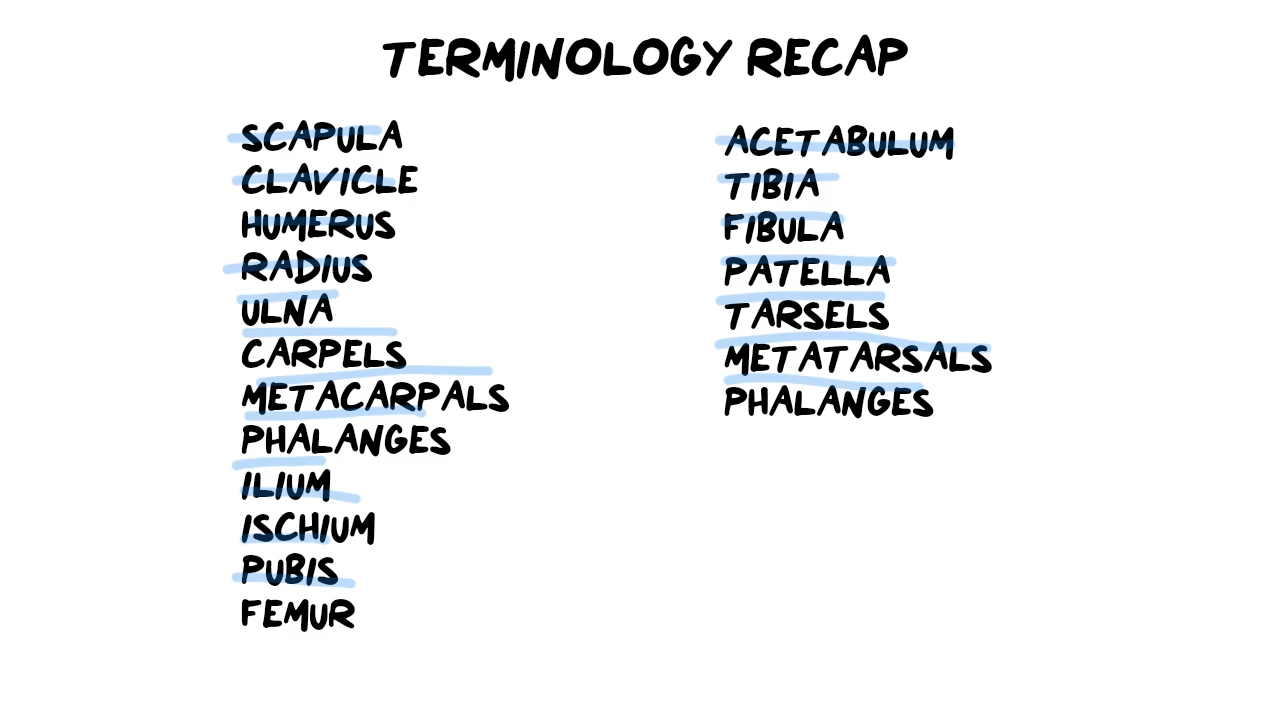 TERMINOLOGY RECAP
SCAPULA
CLAVICLE
HUMERUS
RADIUS
ULNA
CARPELS
METACARPALS
PHALANGES
ILIUM
ISCHIUM
PUBIS
FEMUR
ACETABULUM
TIBIA
FIBULA
PATELLA
TARSELS
METATARSALS
PHALANGES